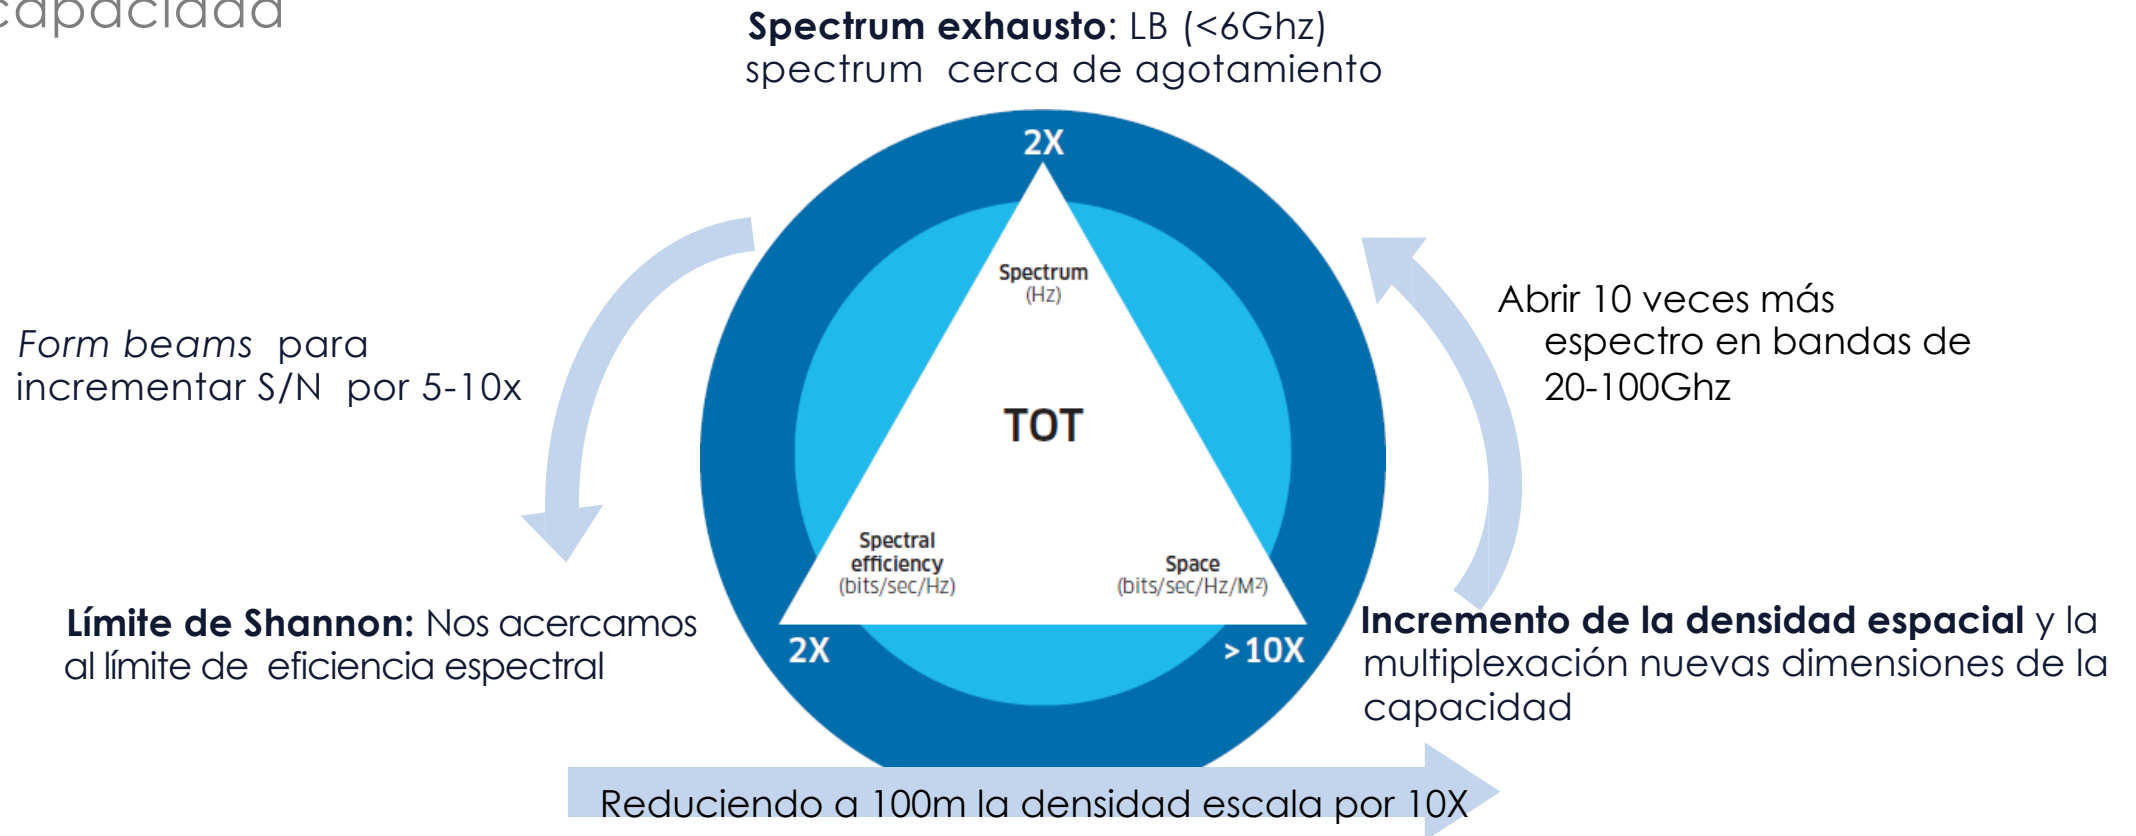 capacidad
Spectrum exhausto: LB (<6Ghz)
spectrum cerca de agotamiento
2X
Spectrum
(Hz)
Form beams para
incrementar S/N por 5-10x
Abrir 10 veces más
espectro en bandas de
20-100Ghz
TOT
Spectral
efficiency
(bits/sec/Hz)
Space
(bits/sec/Hz/M²)
Límite de Shannon: Nos acercamos
al límite de eficiencia espectral
2X
>10X
Incremento de la densidad espacial y la
multiplexación nuevas dimensiones de la
capacidad
Reduciendo a 100m la densidad escala por 10X